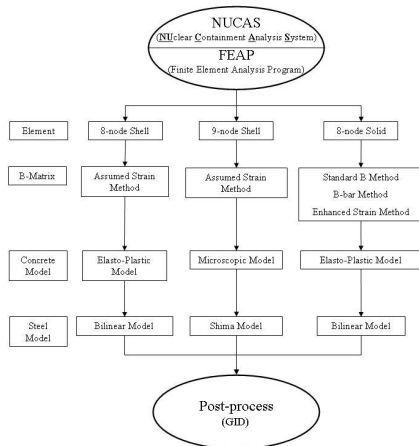 NUCAS
(NUclear Containment Analysis System)
FEAP
(Finite Element Analysis Program)
Element
8-node Shell
9-node Shell
8-node Solid
B-Matrix
Assumed Strain
Method
Assumed Strain
Method
Standard B Method
B-bar Method
Enhanced Strain Method
Concrete
Model
Elasto-Plastic
Model
Microscopic Model
Elasto-Plastic Model
Steel
Model
Bilinear Model
Shima Model
Bilinear Model
Post-process
(GID)